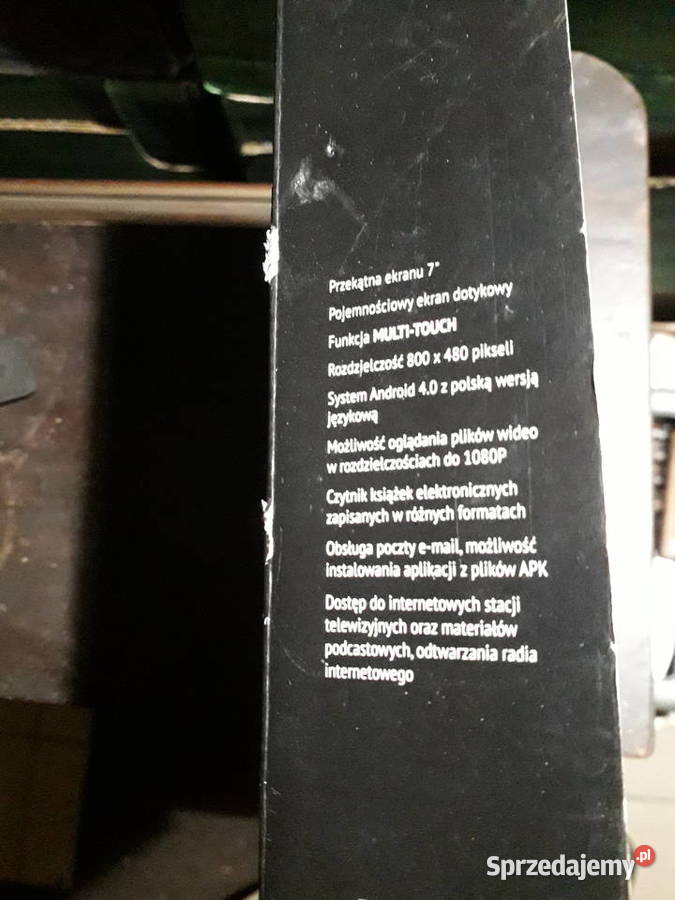 Przekątna ekranu 7"
Pojemnościowy ekran dotykowy
Funkcja MULTI-TOUCH
Rozdzielczość 800 x 480 pikseli
System Android 4.0 z polską wersją
językową
Możliwość oglądania plików wideo
w rozdzielczościach do 1080P
Czytnik książek elektronicznych
zapisanych w różnych formatach
Obsługa poczty e-mail, możliwość
instalowania aplikacji z plików APK
Dostęp do internetowych stacji
telewizyjnych oraz materiałów
podcastowych, odtwarzania radia
internetowego
Sprzedajemy.pl